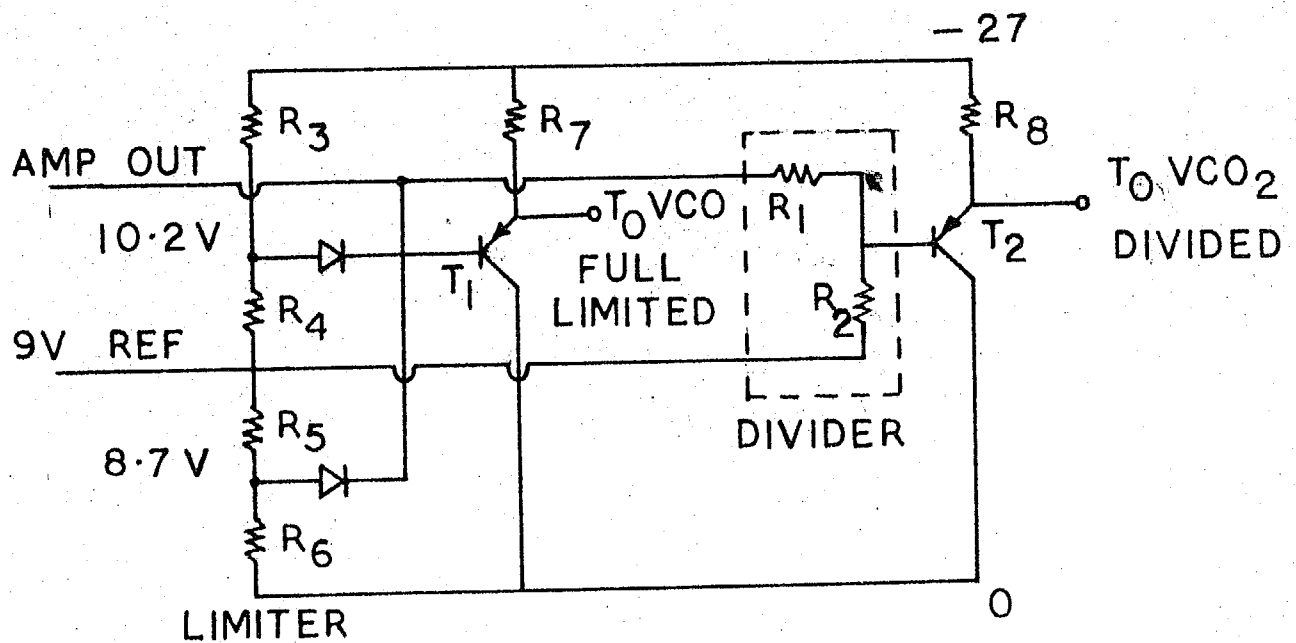 − 27
R3
R7
R8
AMP OUT
TO VCO
FULL
LIMITED
R1
TO VCO2
DIVIDED
10·2 V
T1
T2
R4
R2
9V REF
R5
DIVIDER
8·7 V
R6
0
LIMITER